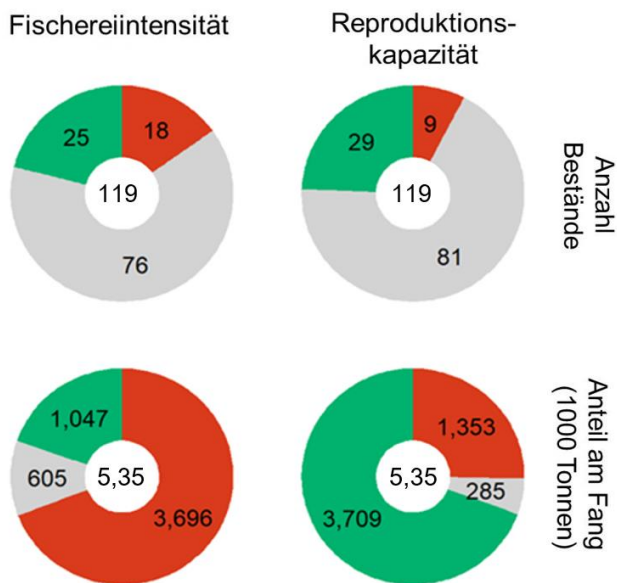 Fischereiintensität
Reproduktions-
kapazität
25
18
119
76
29
9
119
81
Anzahl
Bestände
1,047
605
5,35
3,696
1,353
285
5,35
3,709
Anteil am Fang
(1000 Tonnen)